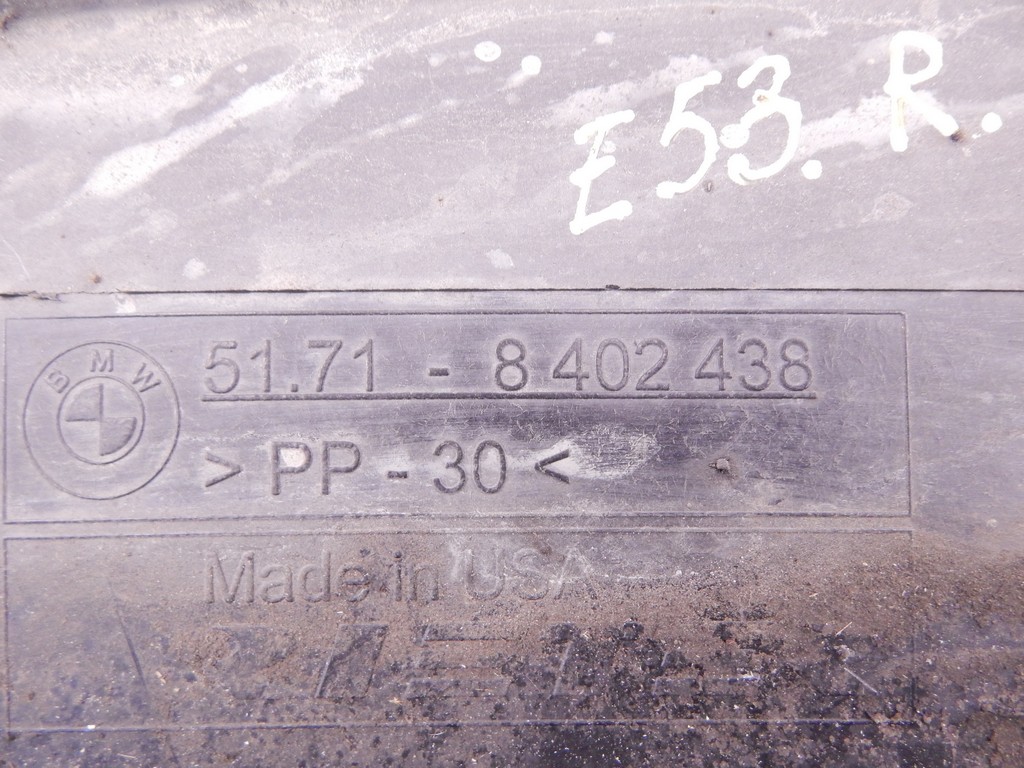 E53. R.
BMW
51.71 - 8 402 438
>PP - 30<
Made in USA